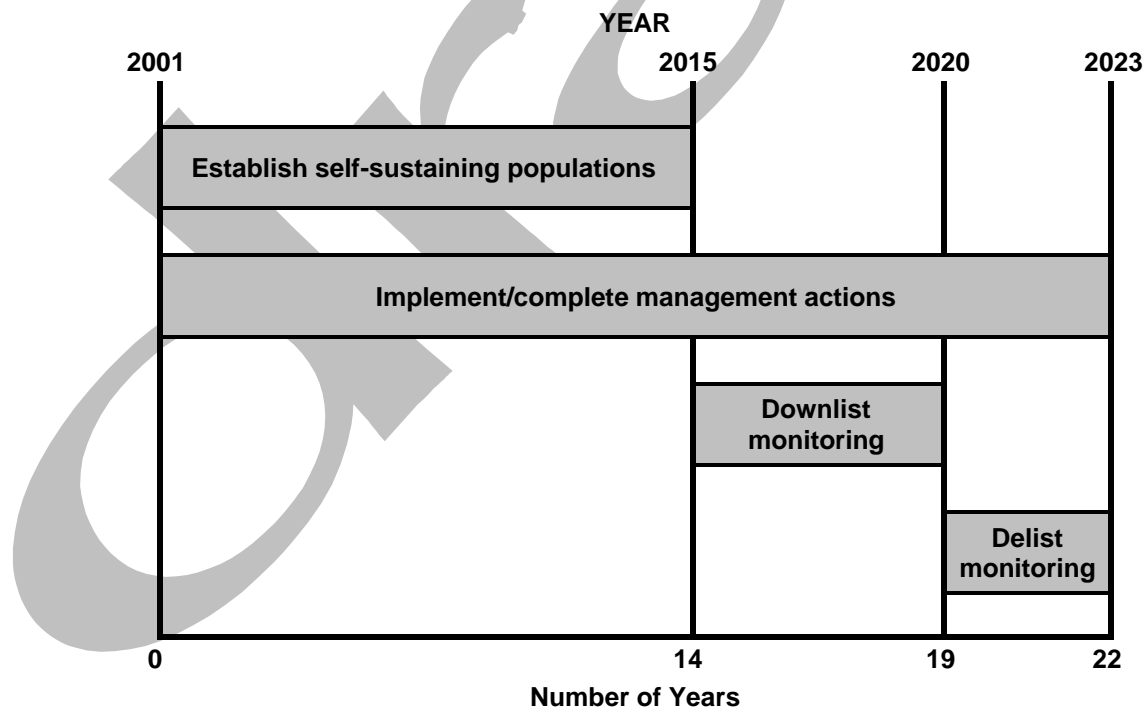 YEAR
2001 2015 2020 2023
Establish self-sustaining populations
Implement/complete management actions
Downlist
monitoring
Delist
monitoring
0 14 19 22
Number of Years